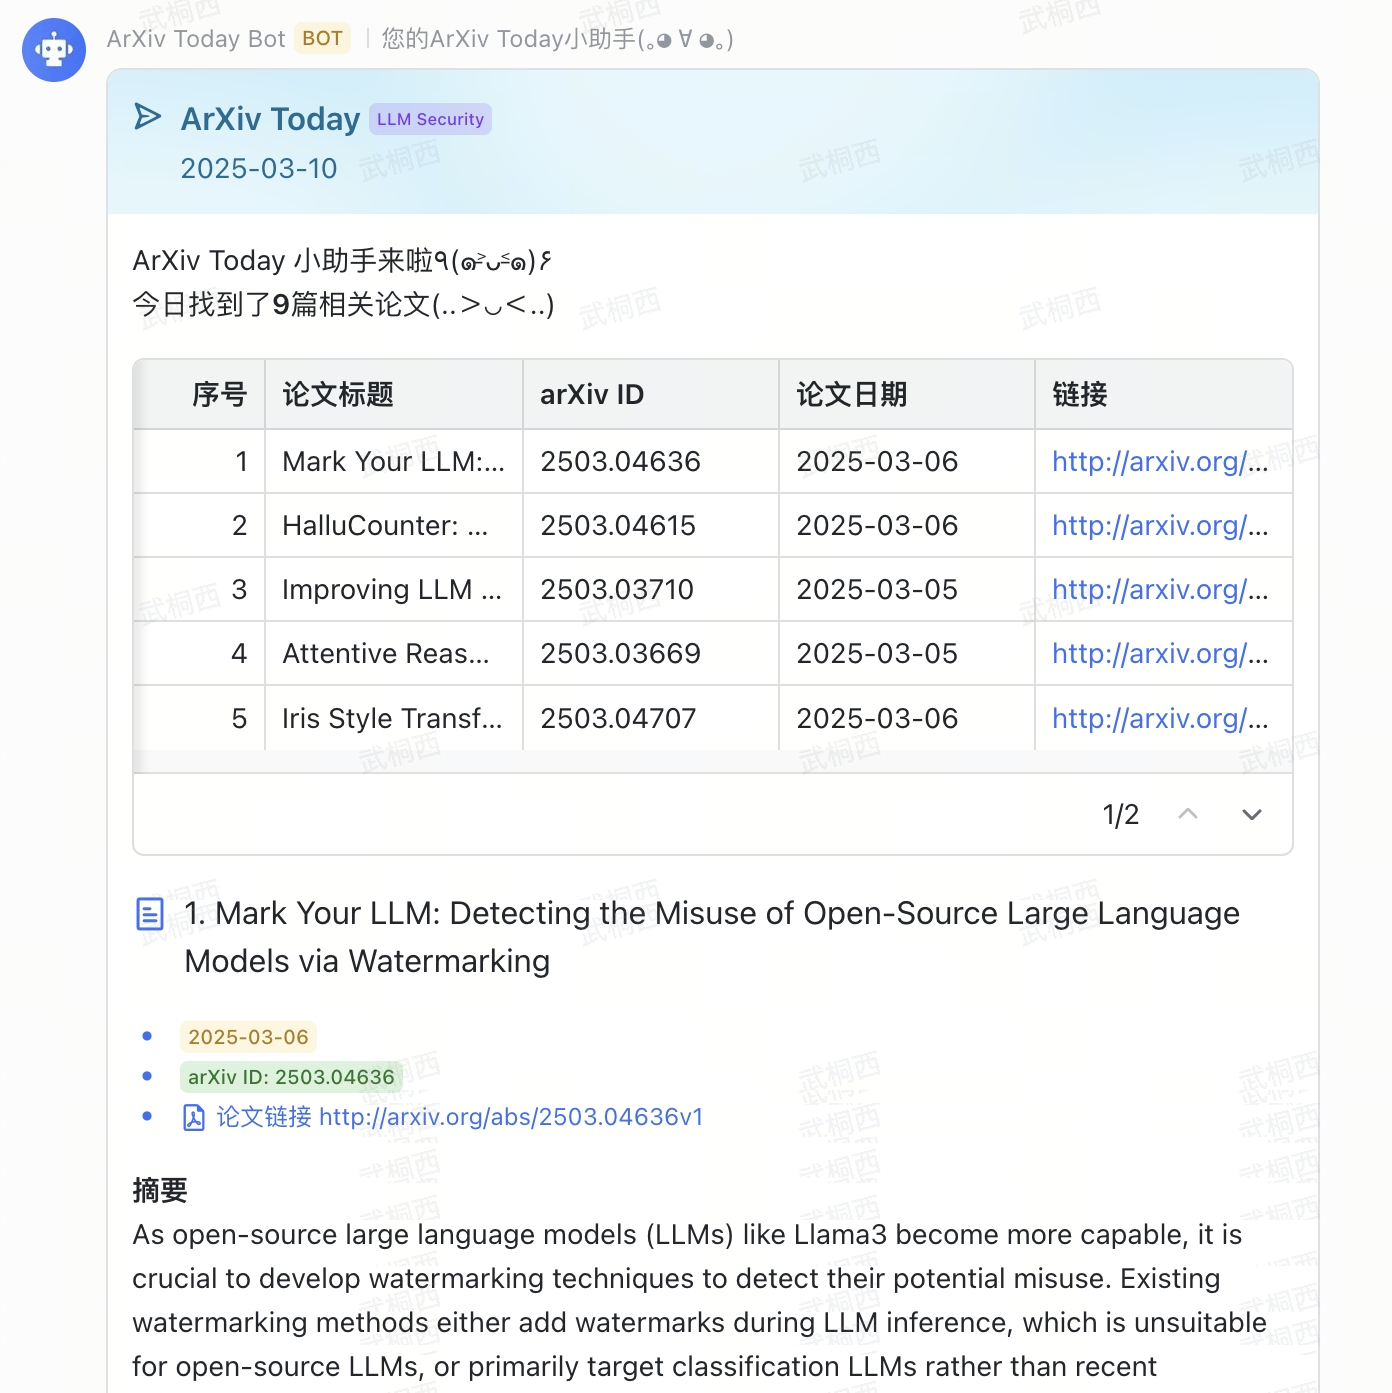 ArXiv Today Bot BOT | 您的ArXiv Today小助手(｡◕ ∀ ◕｡)
ArXiv Today LLM Security
2025-03-10
ArXiv Today 小助手来啦٩(๑˃̵ᴗ˂̵๑)۶
今日找到了9篇相关论文(..＞◡＜..)
序号 论文标题 arXiv ID 论文日期 链接
1 Mark Your LLM:... 2503.04636 2025-03-06 http://arxiv.org/...
2 HalluCounter: ... 2503.04615 2025-03-06 http://arxiv.org/...
3 Improving LLM ... 2503.03710 2025-03-05 http://arxiv.org/...
4 Attentive Reas... 2503.03669 2025-03-05 http://arxiv.org/...
5 Iris Style Transf... 2503.04707 2025-03-06 http://arxiv.org/...
1/2
1. Mark Your LLM: Detecting the Misuse of Open-Source Large Language
Models via Watermarking
2025-03-06
arXiv ID: 2503.04636
论文链接 http://arxiv.org/abs/2503.04636v1
摘要
As open-source large language models (LLMs) like Llama3 become more capable, it is
crucial to develop watermarking techniques to detect their potential misuse. Existing
watermarking methods either add watermarks during LLM inference, which is unsuitable
for open-source LLMs, or primarily target classification LLMs rather than recent
武桐西